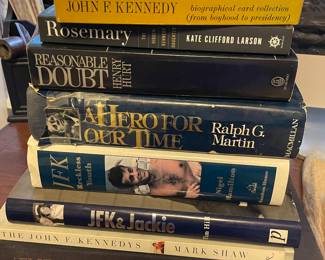 JOHN F. KENNEDY
biographical card collection
(from boyhood to presidency)
Rosemary
THE
KATE CLIFFORD LARSON
REASONABLE
DOUBT
HENRY
HURT
A HERO FOR
OUR TIME
Ralph G.
Martin
MACMILLAN
JFK
Reckless
Youth
Nigel
Hamilton
JFK & Jackie
P
THE JOHN F. KENNEDYS
MARK SHAW